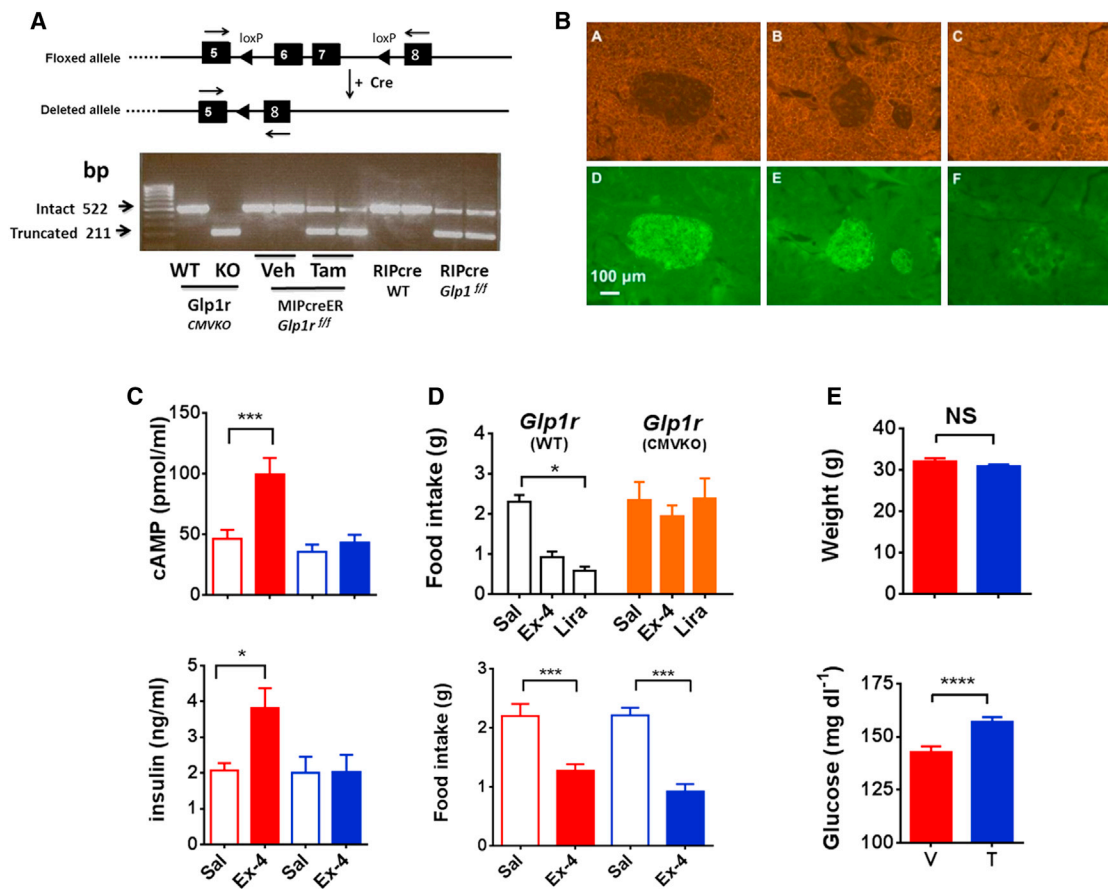 A
5
loxP
6
7
loxP
8
Floxed allele
+ Cre
Deleted allele
5
8
bp
Intact 522
Truncated 211
WT KO Veh Tam RIPcre RIPcre
WT Glp1 f/f
Glp1r MIPcreER
CMVKO Glp1r f/f
B
A B C
D E F
100 µm
C
cAMP (pmol/ml)
150
100
50
0
***
insulin (ng/ml)
5
4
3
2
1
0
*
Sal Ex-4 Sal Ex-4
D
Glp1r Glp1r
(WT) (CMVKO)
Food intake (g)
4
3
2
1
0
*
Sal Ex-4 Lira Sal Ex-4 Lira
Food intake (g)
3
2
1
0
*** ***
Sal Ex-4 Sal Ex-4
E
NS
Weight (g)
40
30
20
10
0
Glucose (mg dl-1)
175
150
125
100
****
V T